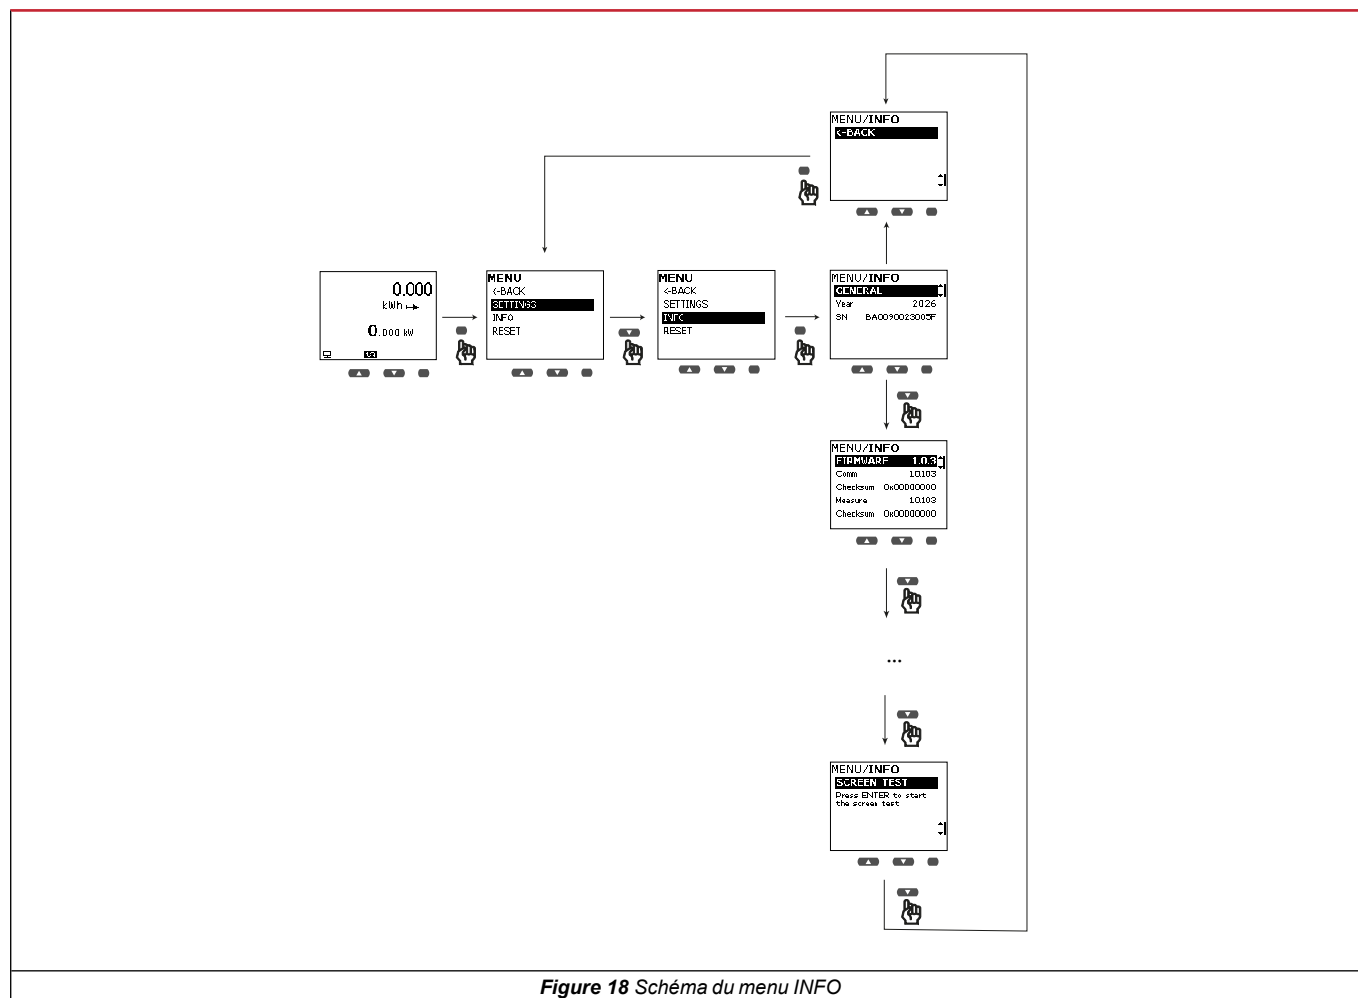 MENU/INFO
<-BACK
0.000
kWh
0.000 kW
MENU
<-BACK
SETTINGS
INFO
RESET
MENU
<-BACK
SETTINGS
INFO
RESET
MENU/INFO
GENERAL
Year 2026
SN BA0090023005F
MENU/INFO
FIRMWARE 1.0.3
Comm 1.0.103
Checksum 0x00000000
Measure 1.0.103
Checksum 0x00000000
...
MENU/INFO
SCREEN TEST
Press ENTER to start
the screen test
Figure 18 Schéma du menu INFO